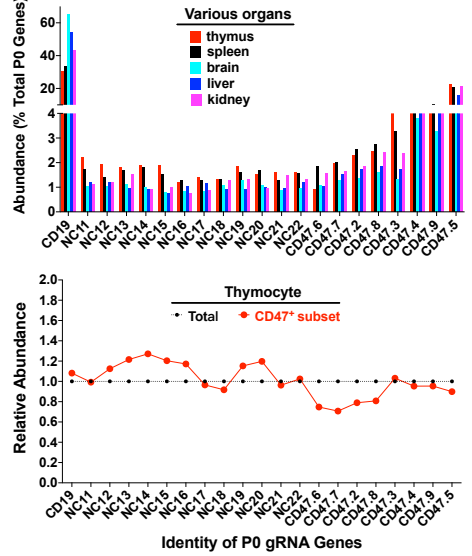 Various organs
thymus
spleen
brain
liver
kidney
Abundance (% Total P0 Genes)
60
40
20
4
3
2
1
0
CD19
NC11
NC12
NC13
NC14
NC15
NC16
NC17
NC18
NC19
NC20
NC21
NC22
CD47.6
CD47.7
CD47.2
CD47.8
CD47.3
CD47.4
CD47.9
CD47.5
Thymocyte
Total
CD47⁺ subset
Relative Abundance
2.0
1.8
1.6
1.4
1.2
1.0
0.8
0.6
0.4
0.2
0.0
CD19
NC11
NC12
NC13
NC14
NC15
NC16
NC17
NC18
NC19
NC20
NC21
NC22
CD47.6
CD47.7
CD47.2
CD47.8
CD47.3
CD47.4
CD47.9
CD47.5
Identity of P0 gRNA Genes